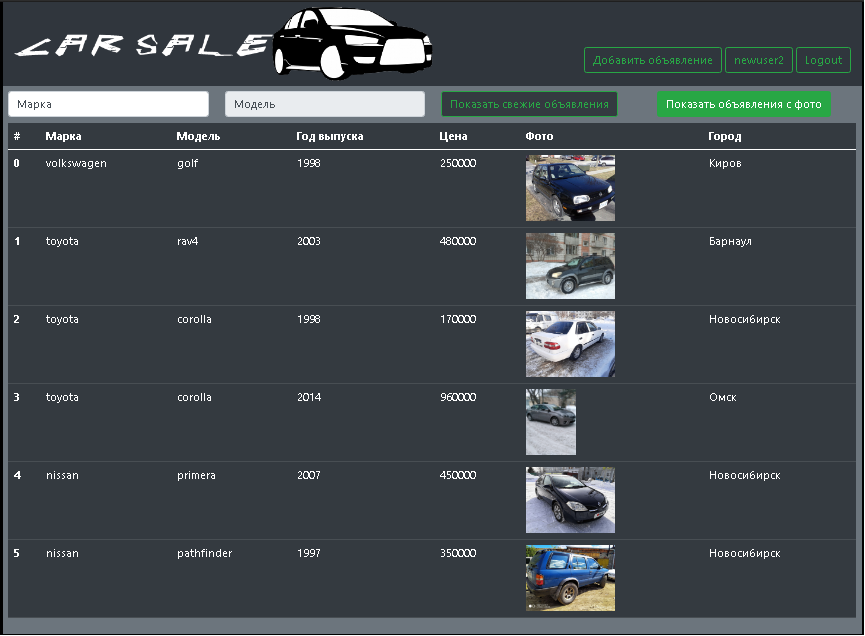 CAR SALE
Добавить объявление newuser2 Logout
Марка Модель Показать свежие объявления Показать объявления с фото
# Марка Модель Год выпуска Цена Фото Город
0 volkswagen golf 1998 250000 Киров
1 toyota rav4 2003 480000 Барнаул
2 toyota corolla 1998 170000 Новосибирск
3 toyota corolla 2014 960000 Омск
4 nissan primera 2007 450000 Новосибирск
5 nissan pathfinder 1997 350000 Новосибирск